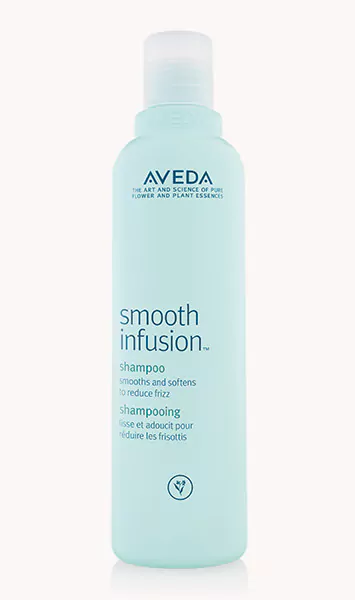 AVEDA
THE ART AND SCIENCE OF PURE
FLOWER AND PLANT ESSENCES
smooth
infusion™
shampoo
smooths and softens
to reduce frizz
shampooing
lisse et adoucit pour
réduire les frisottis